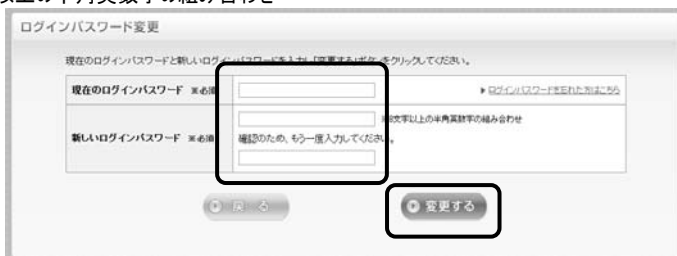 以上の半角英数字の組み合わせ
ログインパスワード変更
現在のログインパスワードと新しいログインパスワードを入力し「変更する」ボタンをクリックしてください。
現在のログインパスワード ※必須
▶ ログインパスワードを忘れた方はこちら
※8文字以上の半角英数字の組み合わせ
新しいログインパスワード ※必須
確認のため、もう一度入力してください。
戻 る
変更する